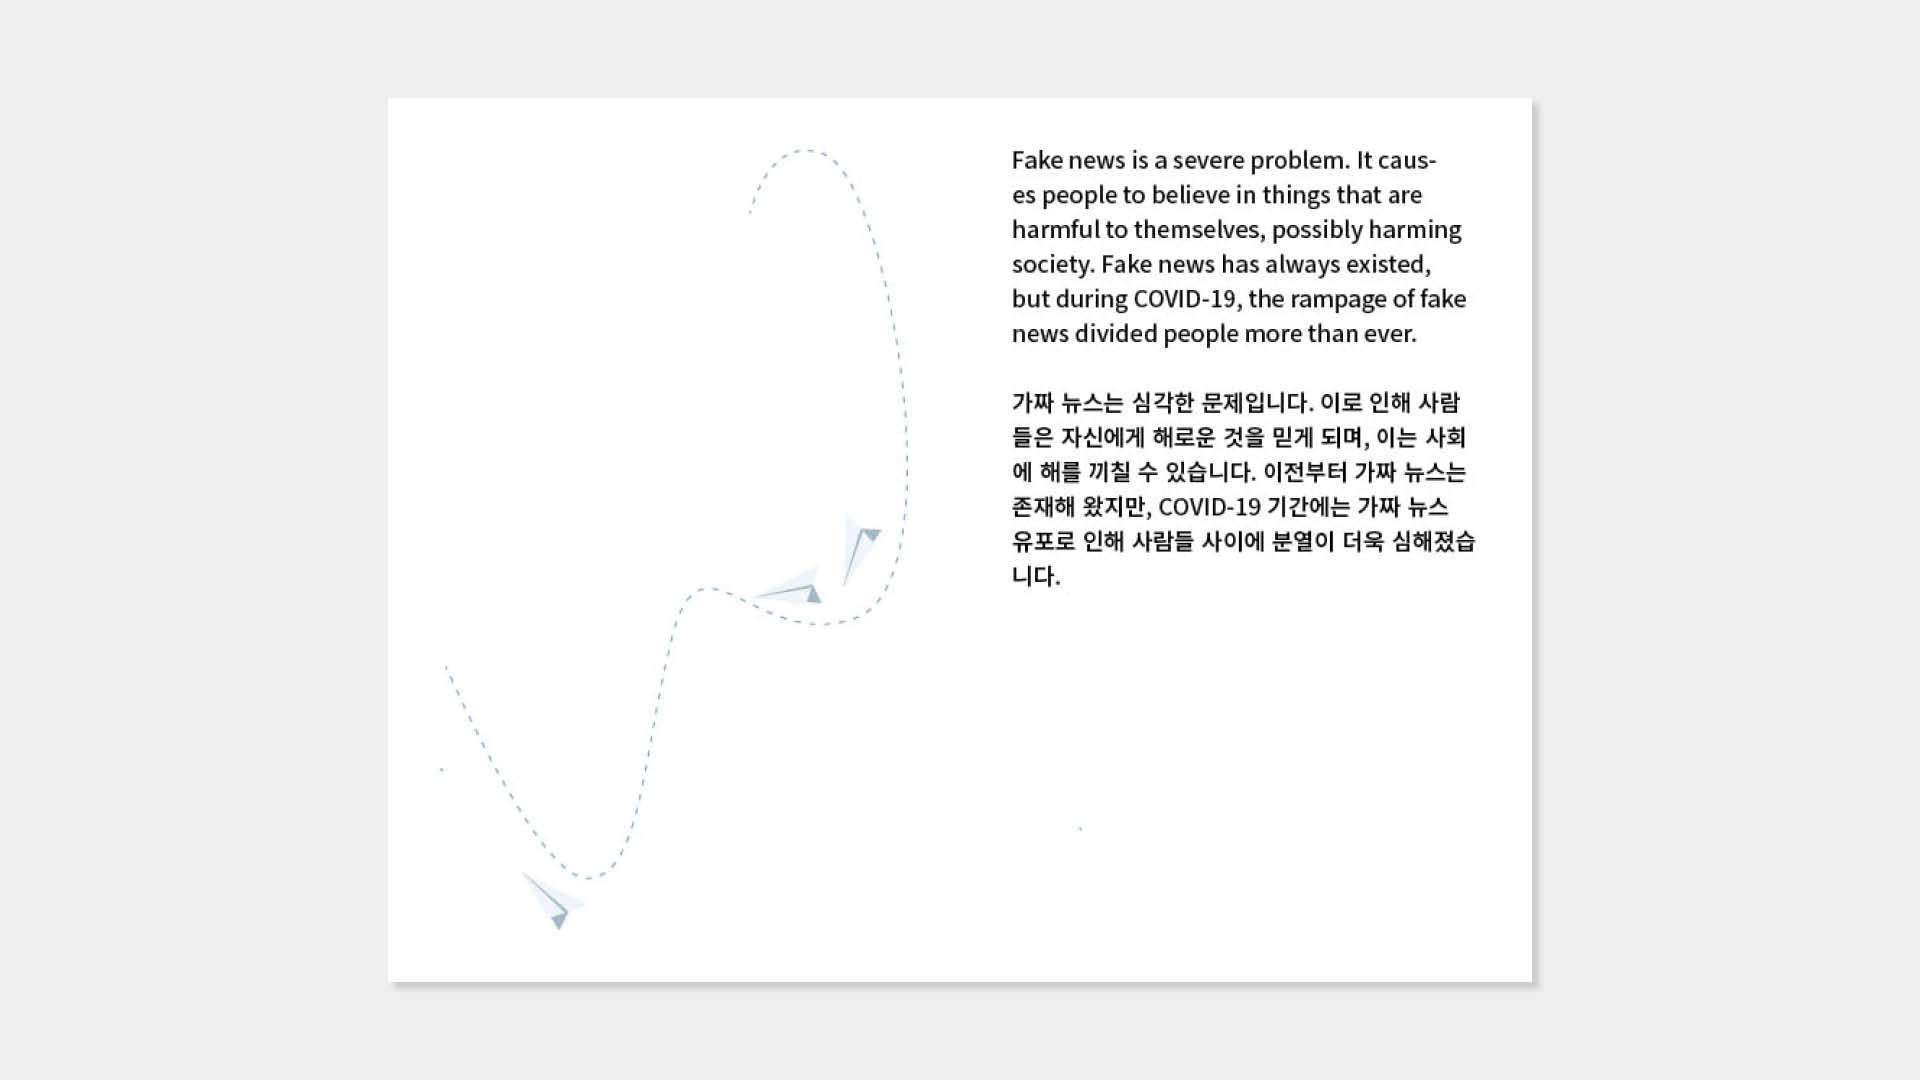 Fake news is a severe problem. It caus-
es people to believe in things that are
harmful to themselves, possibly harming
society. Fake news has always existed,
but during COVID-19, the rampage of fake
news divided people more than ever.
가짜 뉴스는 심각한 문제입니다. 이로 인해 사람
들은 자신에게 해로운 것을 믿게 되며, 이는 사회
에 해를 끼칠 수 있습니다. 이전부터 가짜 뉴스는
존재해 왔지만, COVID-19 기간에는 가짜 뉴스
유포로 인해 사람들 사이에 분열이 더욱 심해졌습
니다.